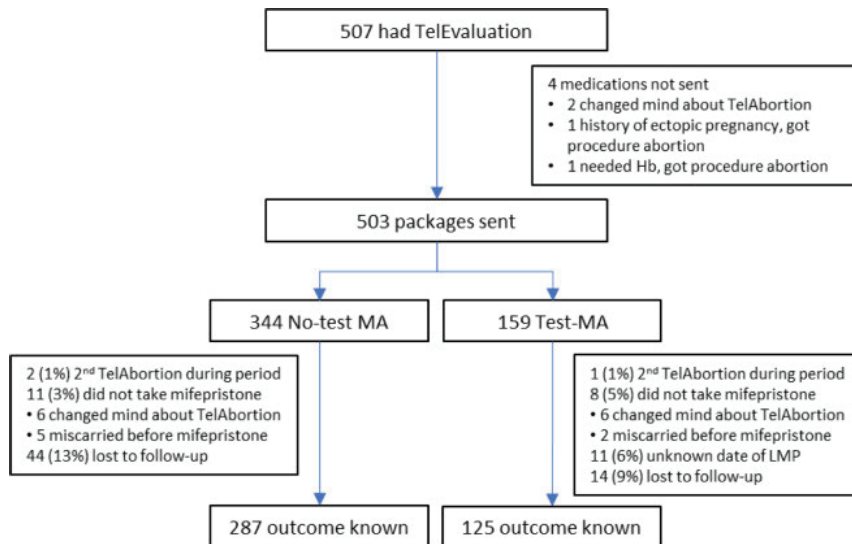 507 had TelEvaluation
4 medications not sent
• 2 changed mind about TelAbortion
• 1 history of ectopic pregnancy, got
procedure abortion
• 1 needed Hb, got procedure abortion
503 packages sent
344 No-test MA
159 Test-MA
2 (1%) 2nd TelAbortion during period
11 (3%) did not take mifepristone
• 6 changed mind about TelAbortion
• 5 miscarried before mifepristone
44 (13%) lost to follow-up
1 (1%) 2nd TelAbortion during period
8 (5%) did not take mifepristone
• 6 changed mind about TelAbortion
• 2 miscarried before mifepristone
11 (6%) unknown date of LMP
14 (9%) lost to follow-up
287 outcome known
125 outcome known